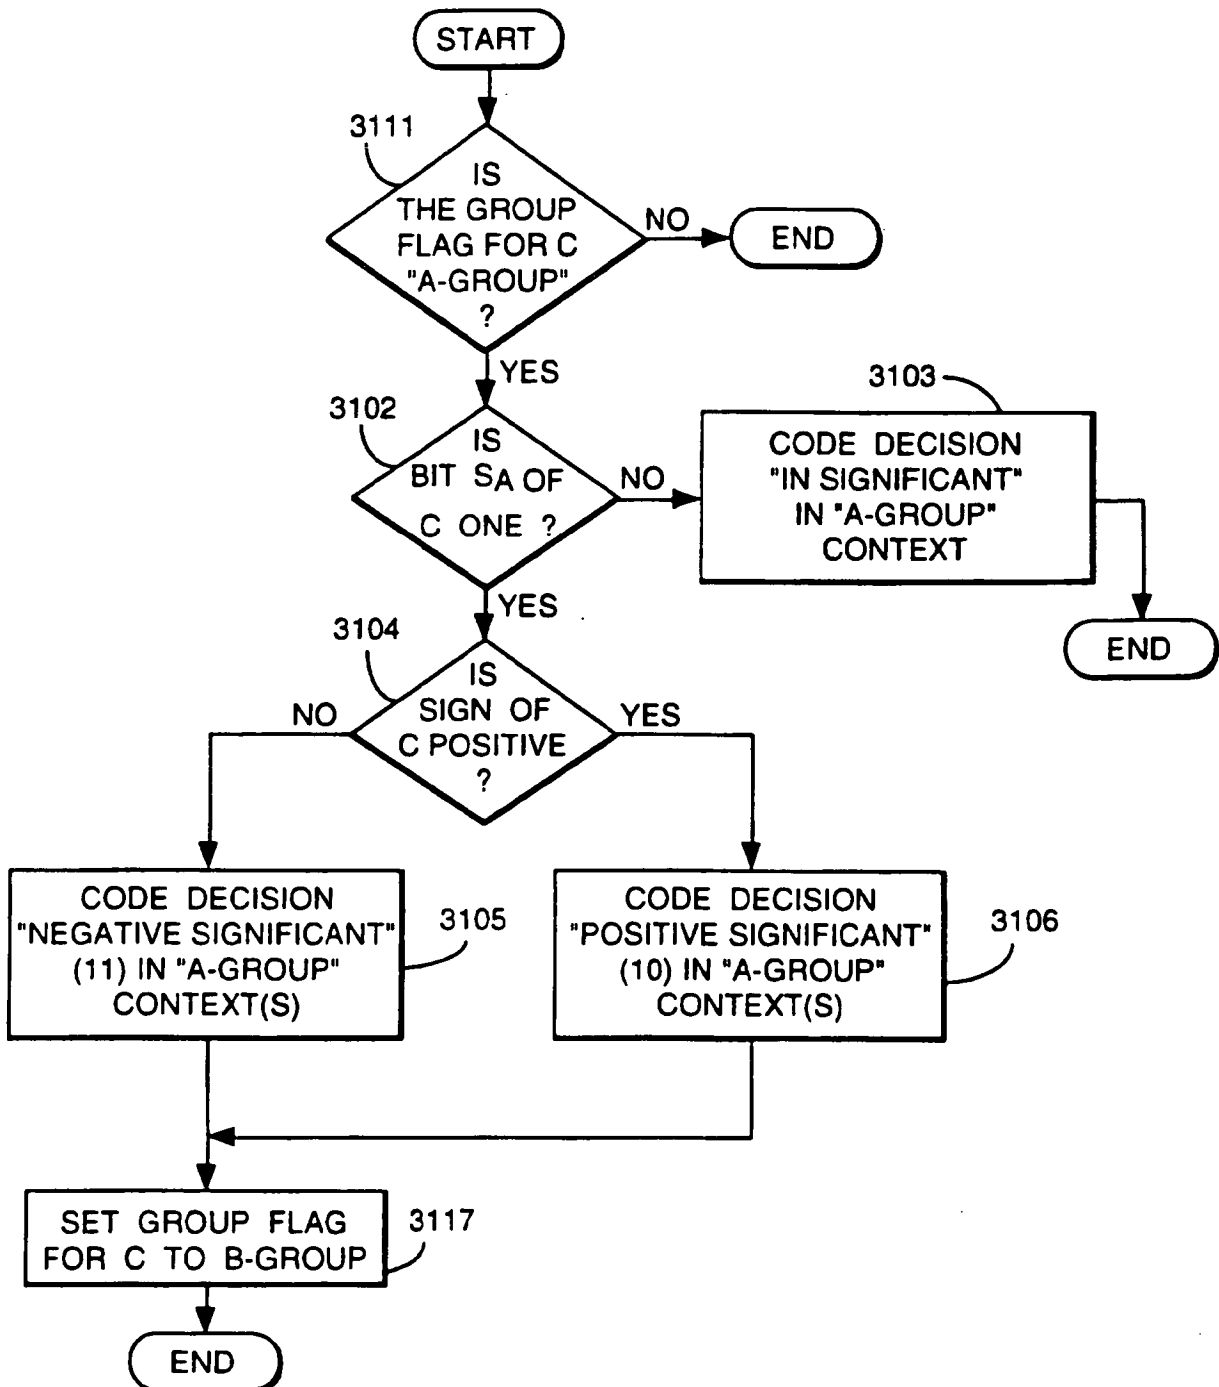 START
3111
IS
THE GROUP
FLAG FOR C
"A-GROUP"
?
NO
END
YES
3102
IS
BIT SA OF
C ONE ?
NO
3103
CODE DECISION
"IN SIGNIFICANT"
IN "A-GROUP"
CONTEXT
END
YES
3104
IS
SIGN OF
C POSITIVE
?
NO
YES
CODE DECISION
"NEGATIVE SIGNIFICANT"
(11) IN "A-GROUP"
CONTEXT(S)
3105
CODE DECISION
"POSITIVE SIGNIFICANT"
(10) IN "A-GROUP"
CONTEXT(S)
3106
SET GROUP FLAG
FOR C TO B-GROUP
3117
END